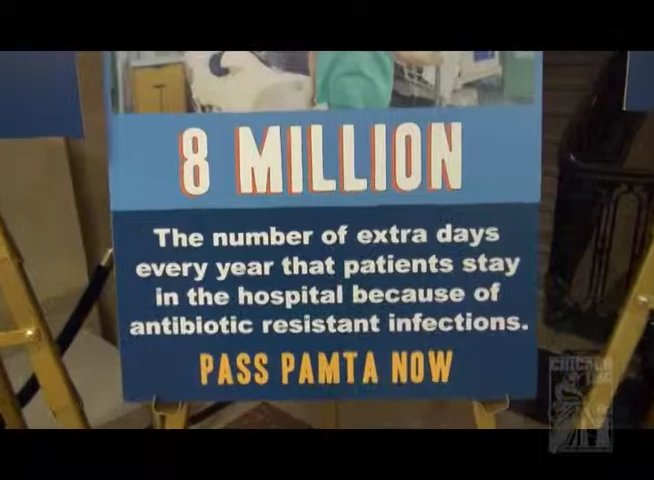 8 MILLION
The number of extra days
every year that patients stay
in the hospital because of
antibiotic resistant infections.
PASS PAMTA NOW